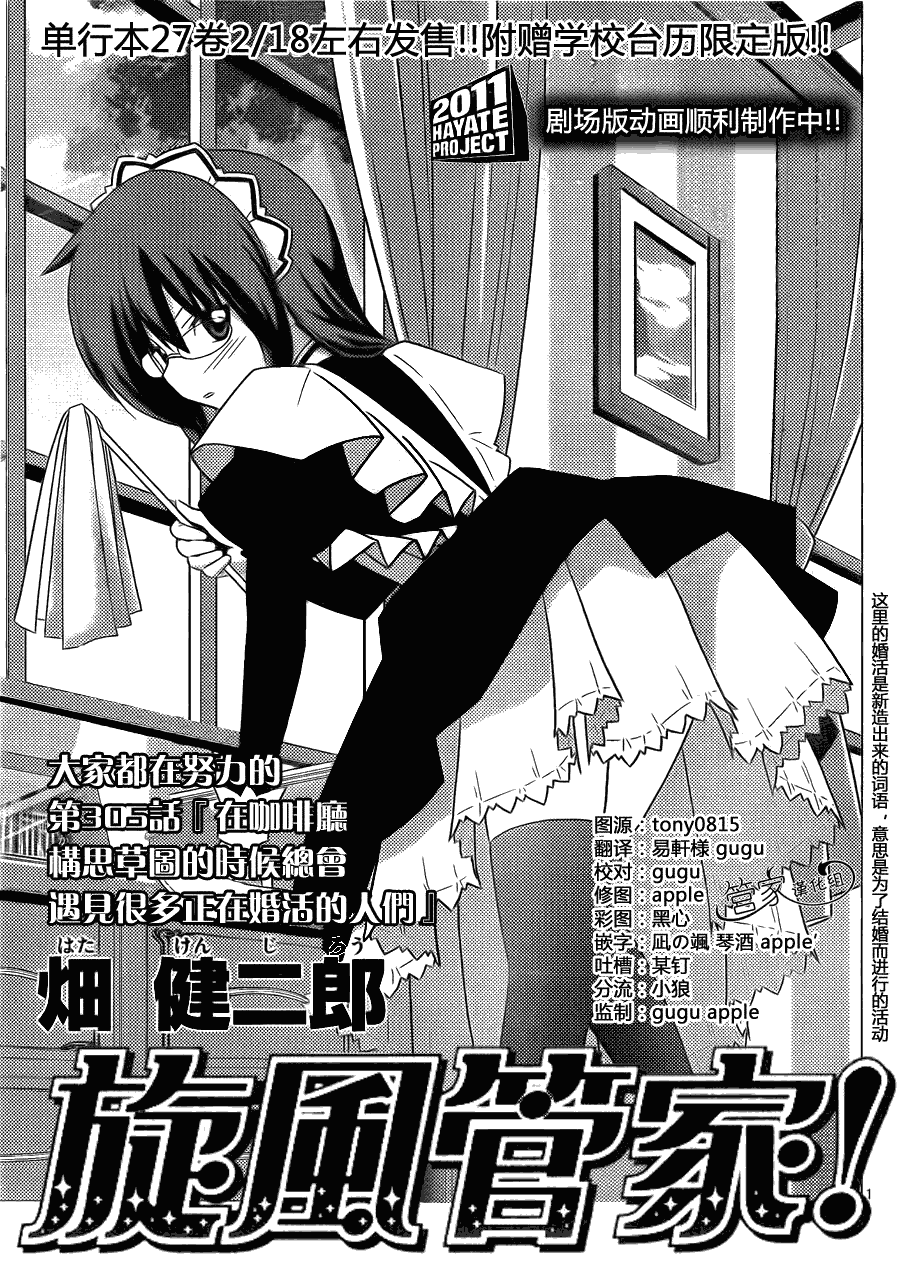 单行本27卷2/18左右发售!!附赠学校台历限定版!!
2011
HAYATE
PROJECT
剧场版动画顺利制作中!!
这里的婚活是新造出来的词语，意思是为了结婚而进行的活动
大家都在努力的
第305話『在咖啡廳
構思草圖的時候總會
遇見很多正在婚活的人們』
はた けん じ ろう
畑 健二郎
图源：tony0815
翻译：易軒様 gugu
校对：gugu
修图：apple
彩图：黑心
嵌字：凪の颯 琴酒 apple
吐槽：某钉
分流：小狼
监制：gugu apple
管家漢化組
旋風管家!
1